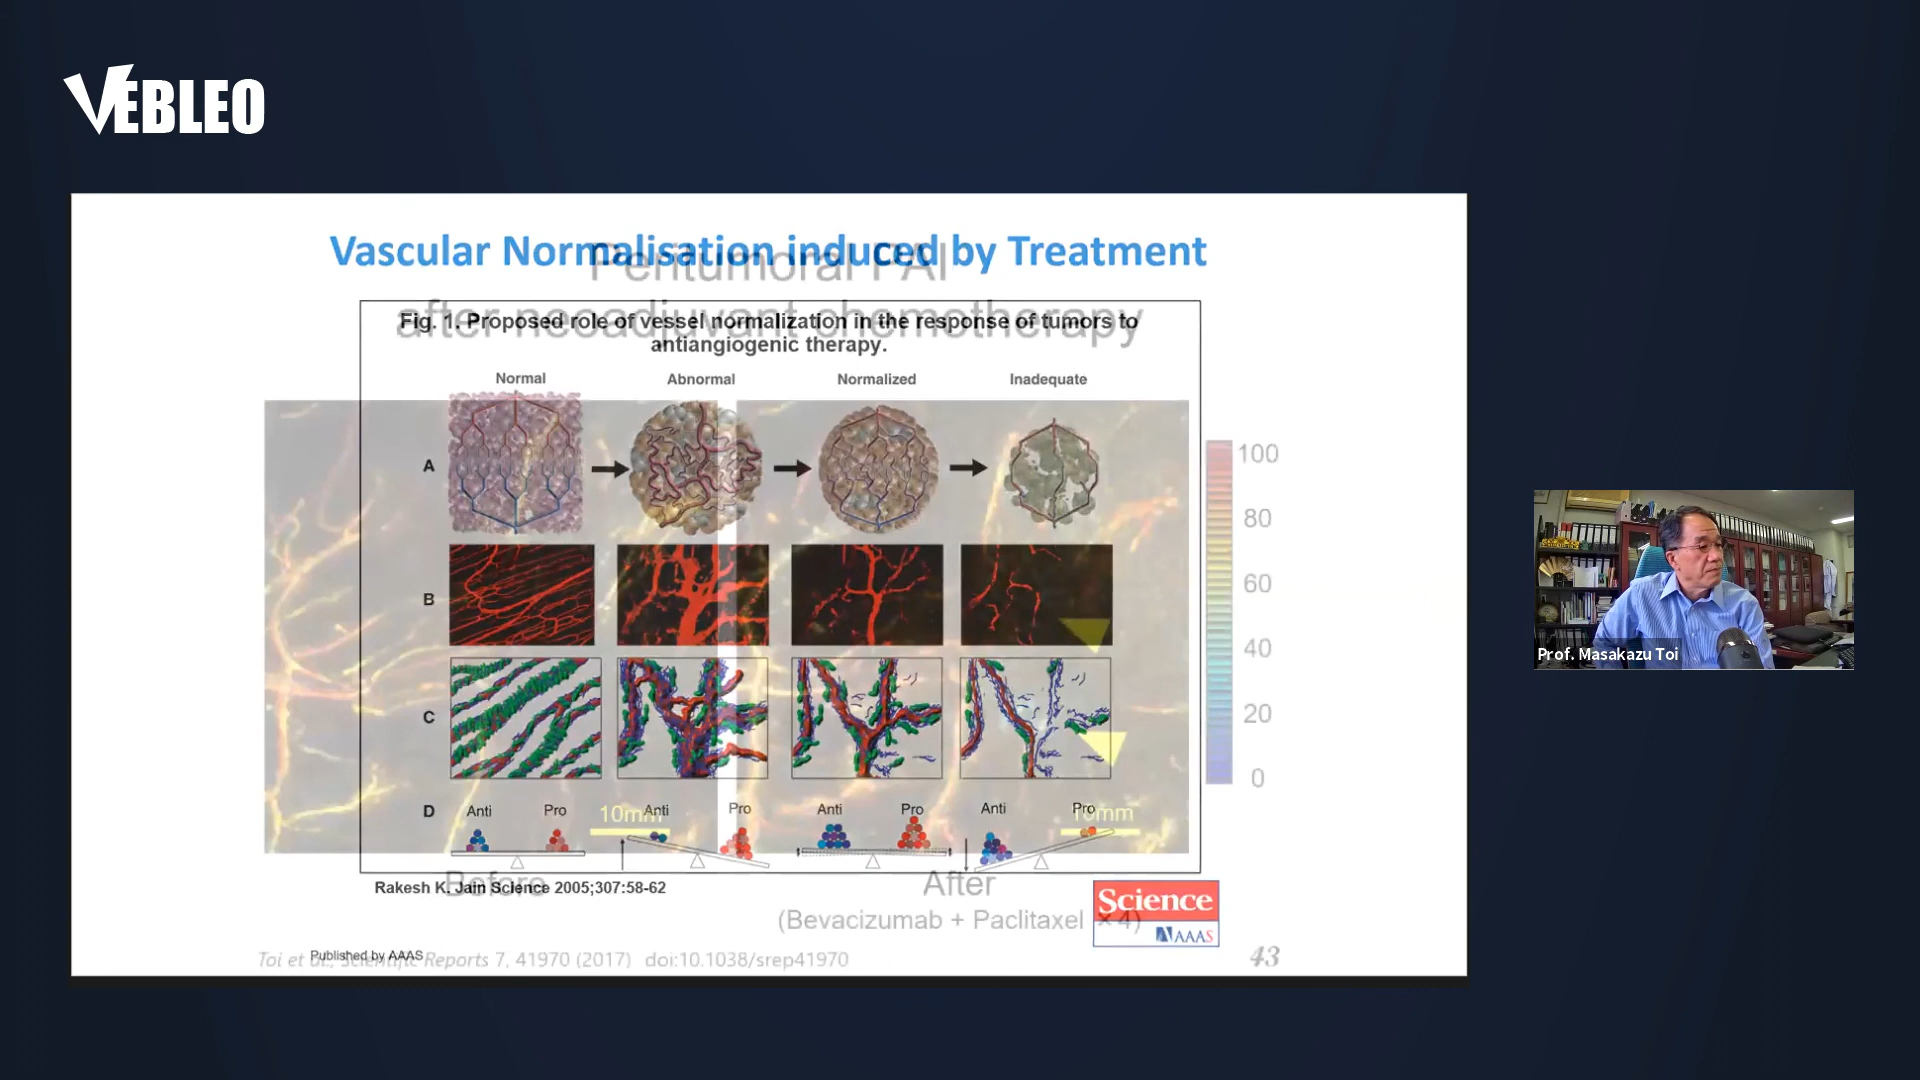 VEBLEO
Vascular Normalisation induced by Treatment
Peritumoral PAI
after neoadjuvant chemotherapy
Fig. 1. Proposed role of vessel normalization in the response of tumors to
antiangiogenic therapy.
Normal Abnormal Normalized Inadequate
A
B
C
D Anti Pro Anti Pro Anti Pro Anti Pro
100
80
60
40
20
0
10mm 10mm
Before After
(Bevacizumab + Paclitaxel × 4)
Rakesh K. Jain Science 2005;307:58-62
Science
AAAS
Published by AAAS
Toi et al., Scientific Reports 7, 41970 (2017) doi:10.1038/srep41970
43
Prof. Masakazu Toi